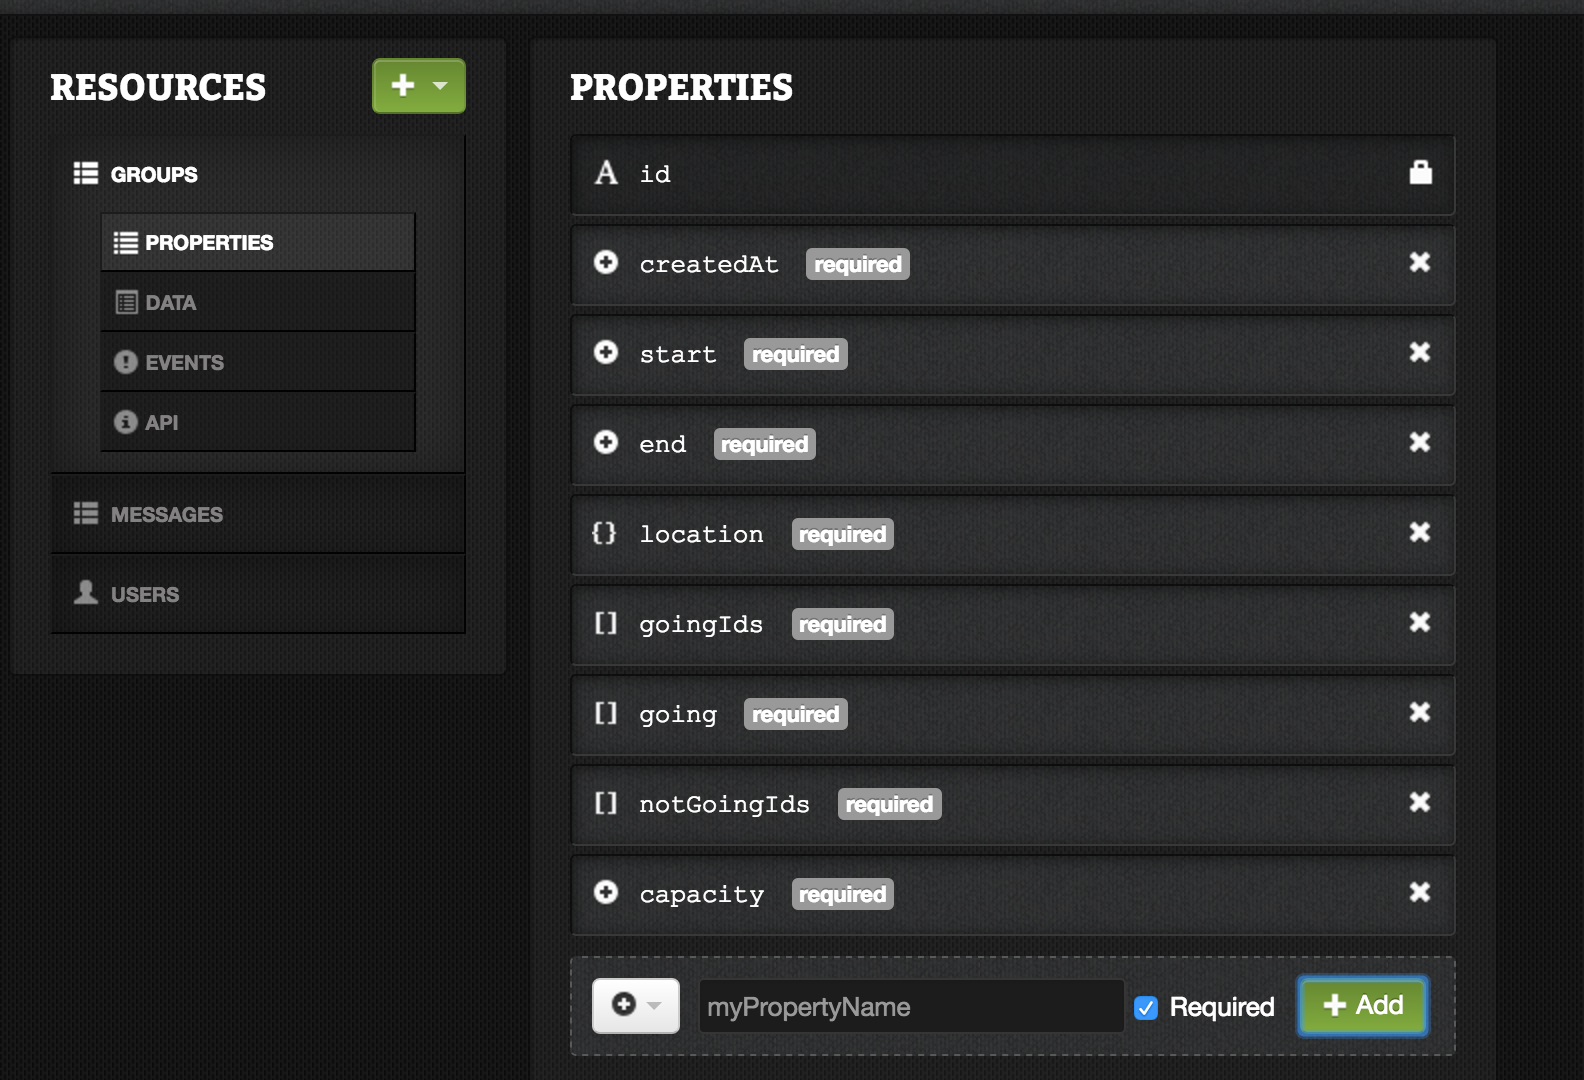 RESOURCES
GROUPS
PROPERTIES
DATA
EVENTS
API
MESSAGES
USERS
PROPERTIES
A id
createdAt required
start required
end required
{} location required
[] goingIds required
[] going required
[] notGoingIds required
capacity required
myPropertyName Required + Add